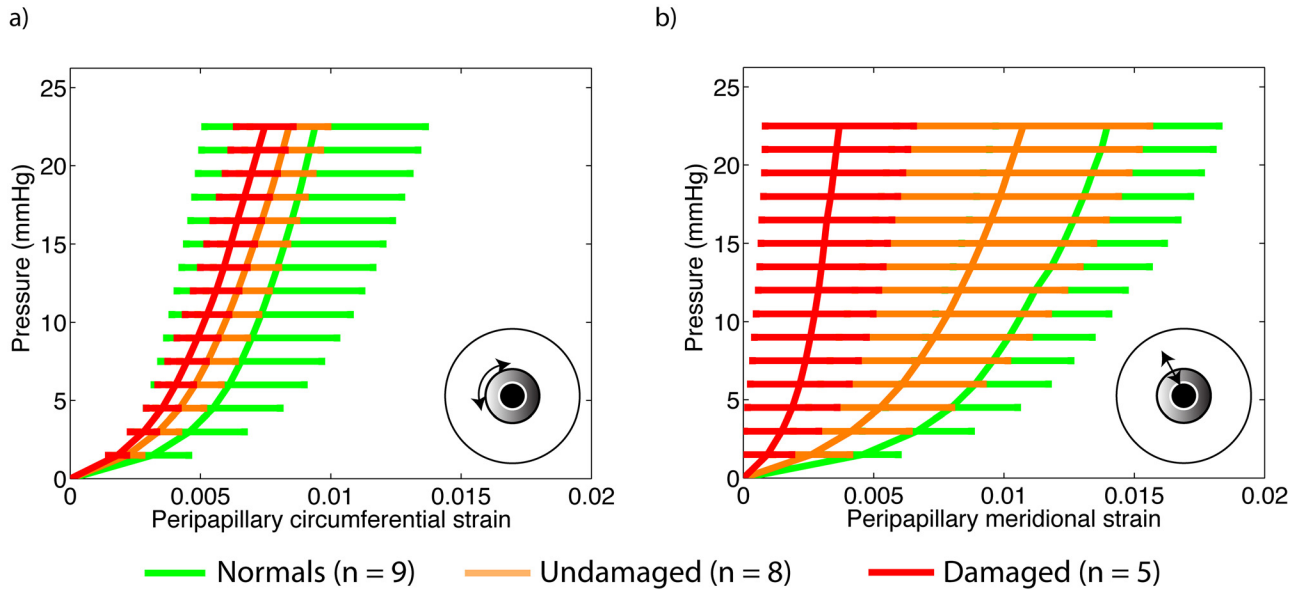 a)
b)
25
20
15
10
5
0
Pressure (mmHg)
0 0.005 0.01 0.015 0.02
Peripapillary circumferential strain
25
20
15
10
5
0
Pressure (mmHg)
0 0.005 0.01 0.015 0.02
Peripapillary meridional strain
Normals (n = 9) Undamaged (n = 8) Damaged (n = 5)